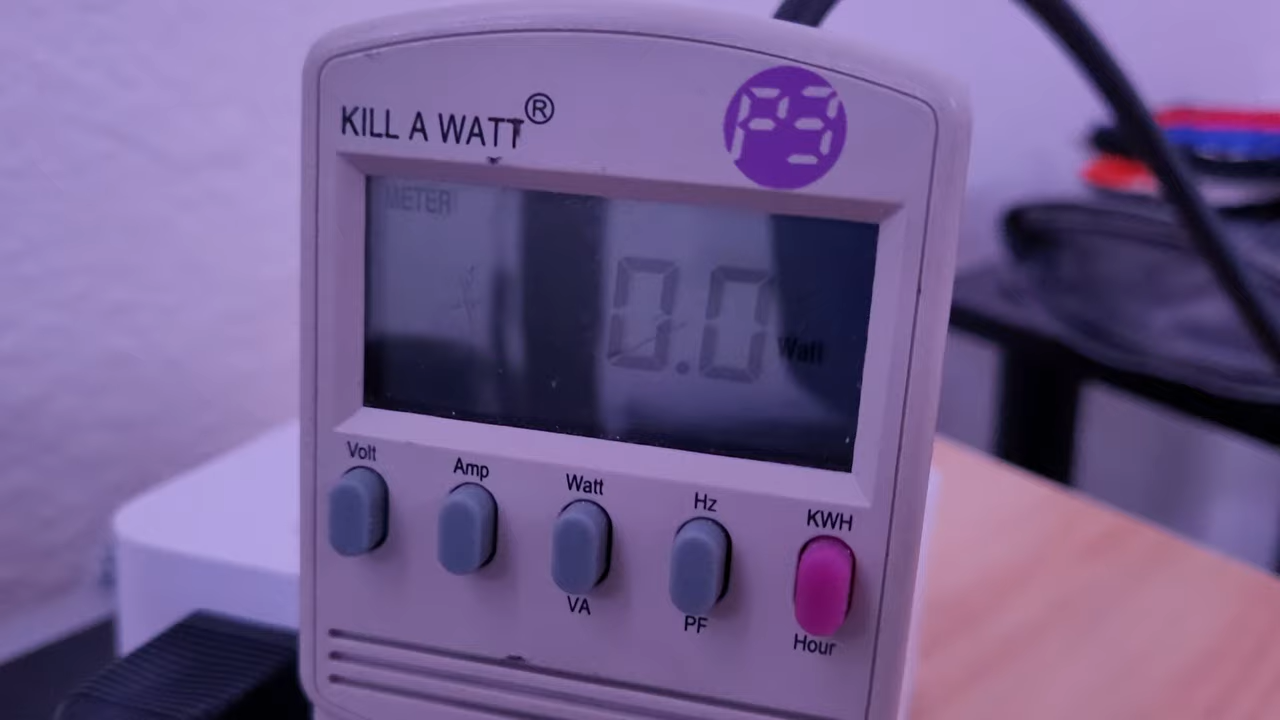 KILL A WATT®
P3
METER
0.0 Watt
Volt
Amp
Watt
Hz
KWH
VA
PF
Hour